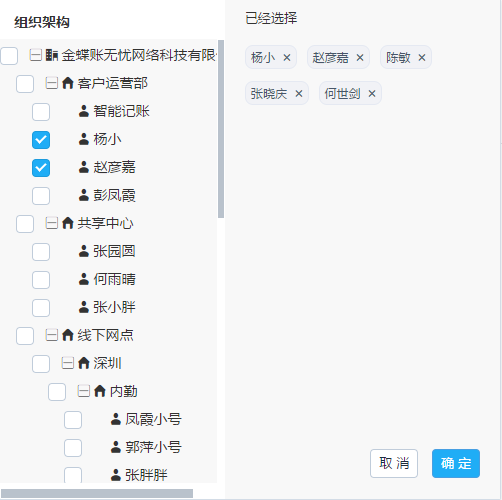 组织架构
金蝶账无忧网络科技有限
客户运营部
智能记账
杨小
赵彦嘉
彭凤霞
共享中心
张园圆
何雨晴
张小胖
线下网点
深圳
内勤
凤霞小号
郭萍小号
张胖胖
已经选择
杨小 × 赵彦嘉 × 陈敏 ×
张晓庆 × 何世剑 ×
取消 确定